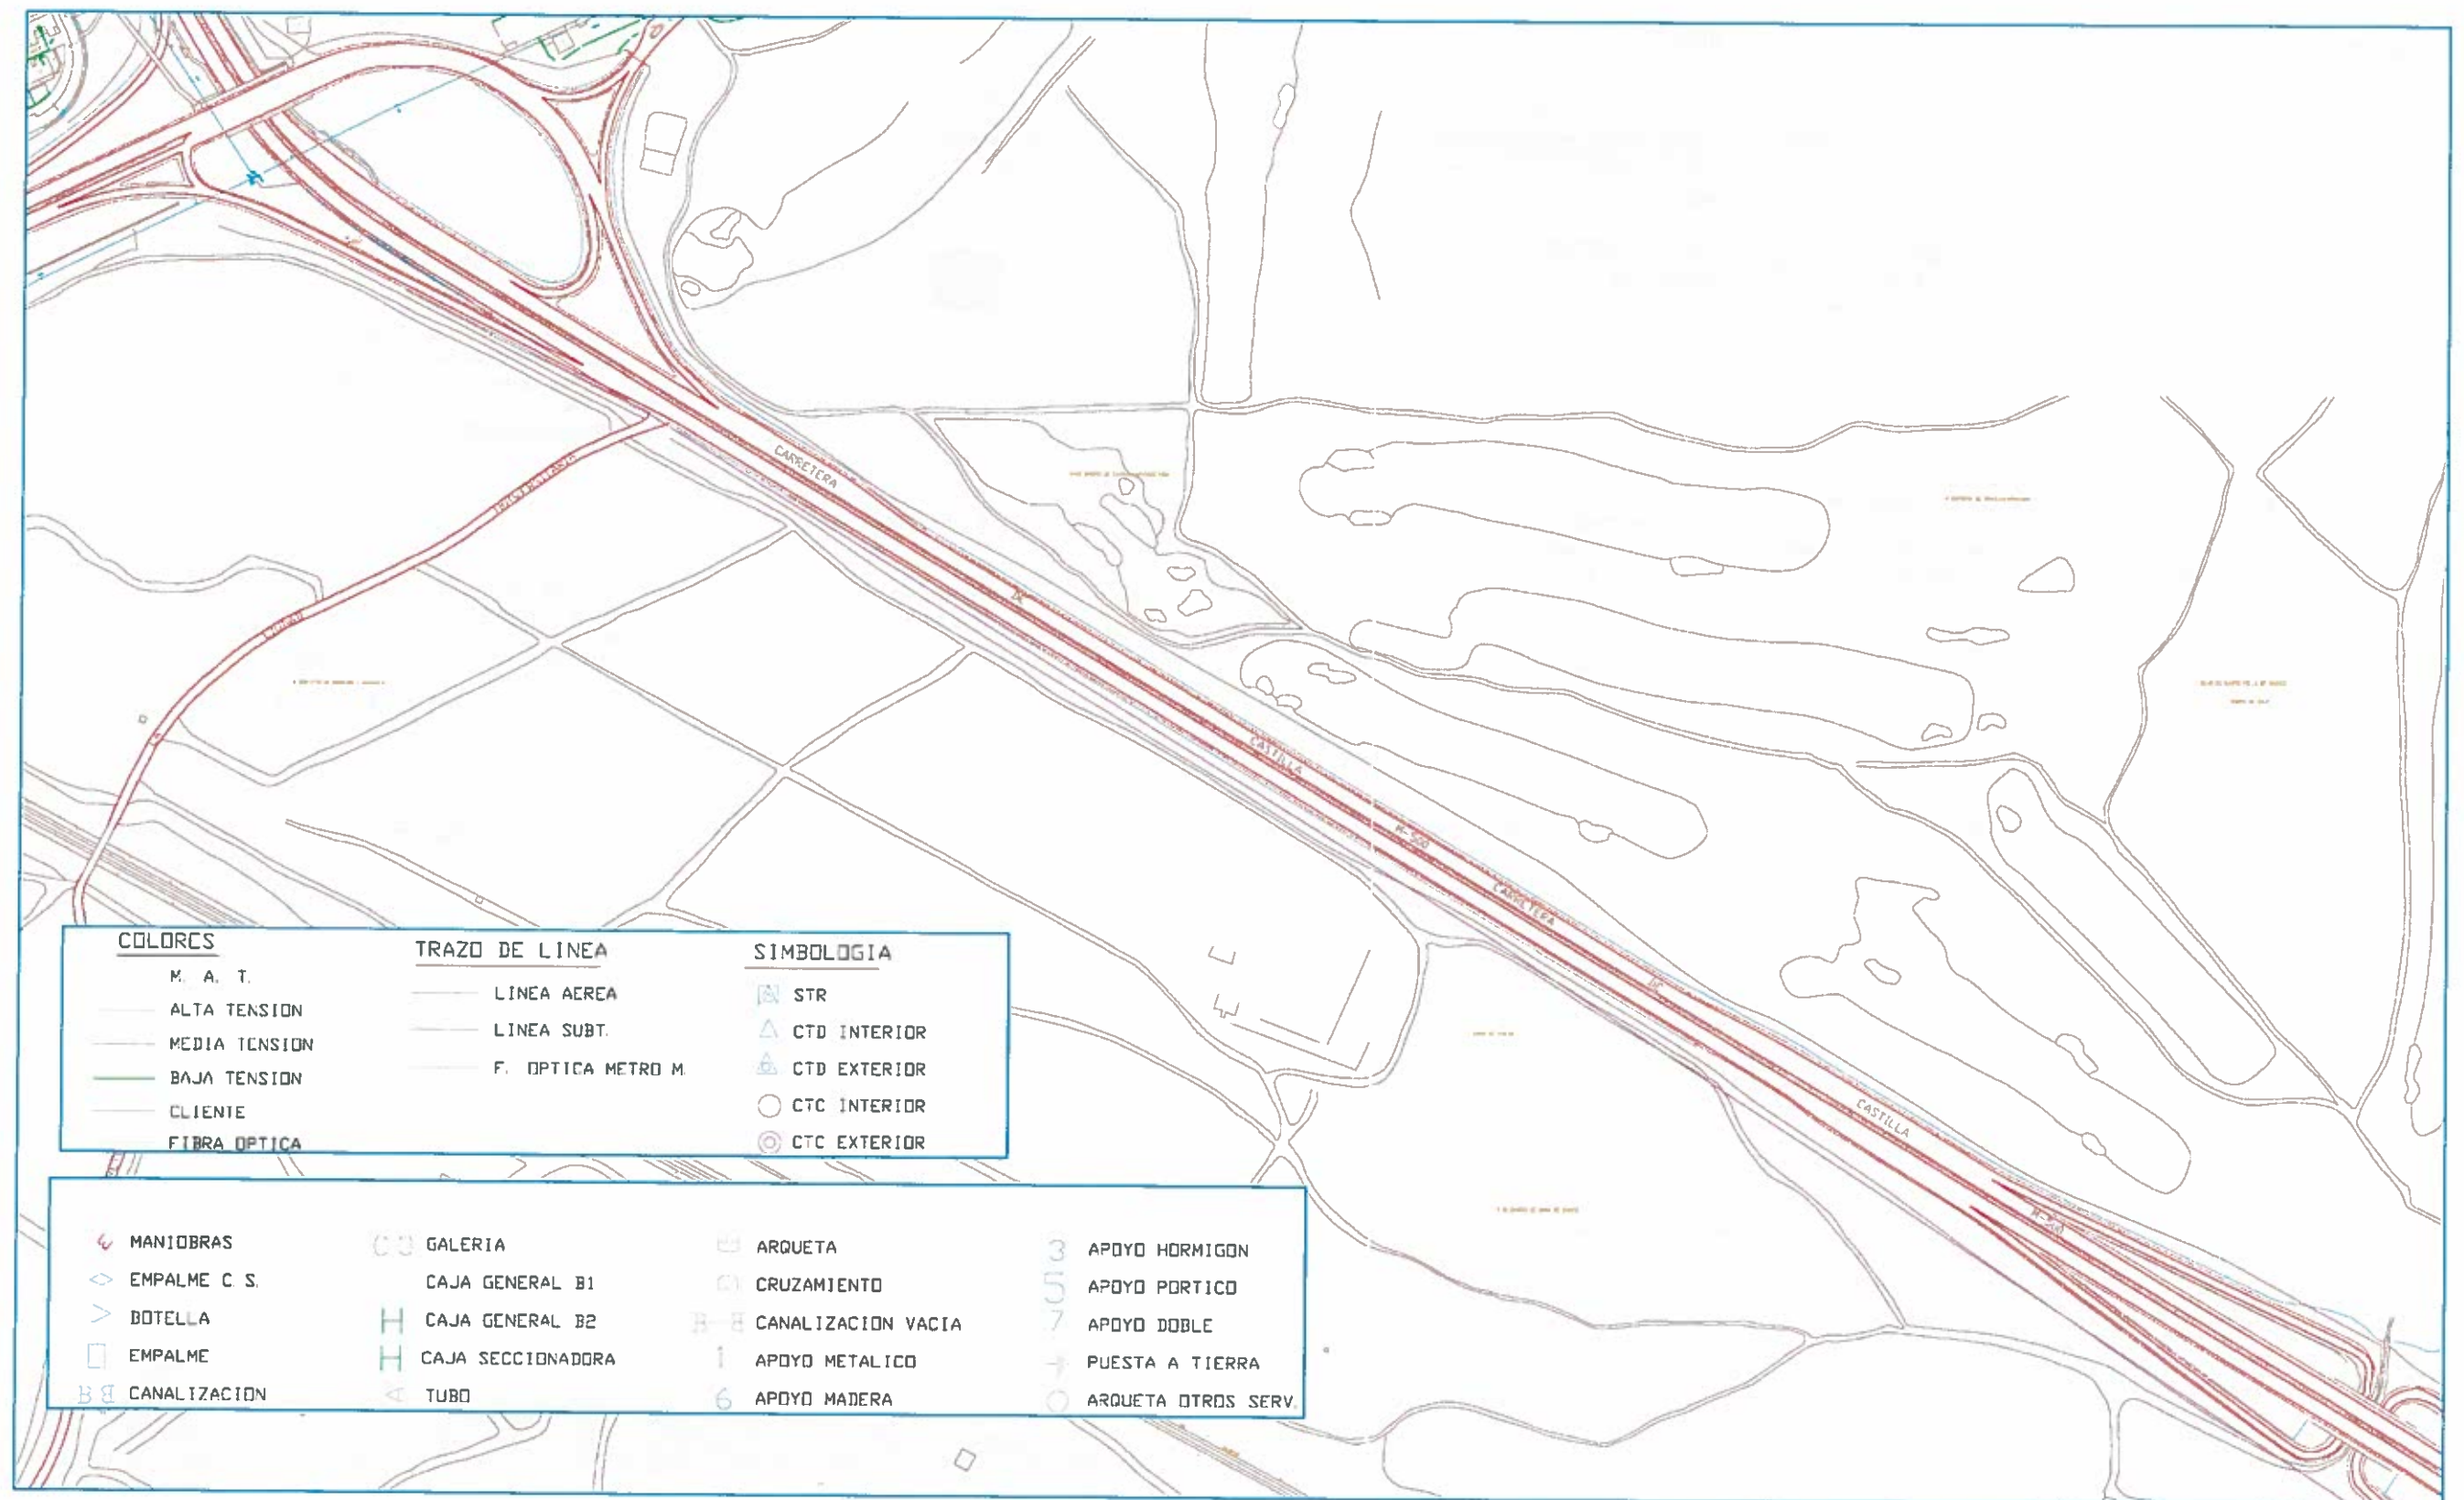 CARRETERA
DE
CASTILLA
M-500
CARRETERA
DE
CASTILLA
M-500
COLORES
M. A. T.
ALTA TENSION
MEDIA TENSION
BAJA TENSION
CLIENTE
FIBRA OPTICA
TRAZO DE LINEA
LINEA AEREA
LINEA SUBT.
F. OPTICA METRO M.
SIMBOLOGIA
STR
CTD INTERIOR
CTD EXTERIOR
CTC INTERIOR
CTC EXTERIOR
MANIOBRAS
EMPALME C. S.
BOTELLA
EMPALME
CANALIZACION
GALERIA
CAJA GENERAL B1
CAJA GENERAL B2
CAJA SECCIONADORA
TUBO
ARQUETA
CRUZAMIENTO
CANALIZACION VACIA
APOYO METALICO
APOYO MADERA
APOYO HORMIGON
APOYO PORTICO
APOYO DOBLE
PUESTA A TIERRA
ARQUETA OTROS SERV.